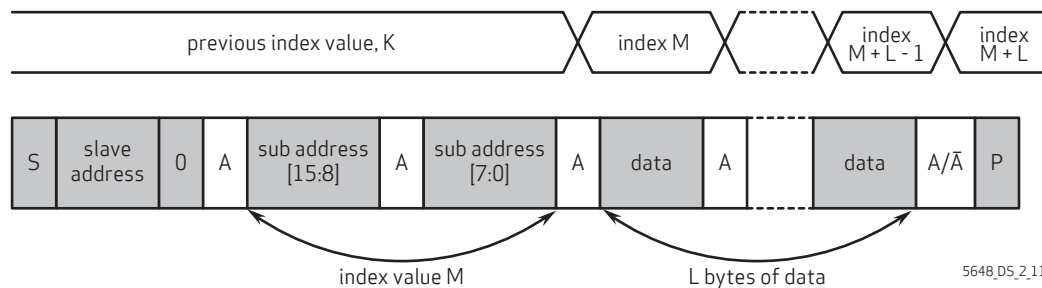 previous index value, K
index M
index
M + L - 1
index
M + L
S
slave
address
0
A
sub address
[15:8]
A
sub address
[7:0]
A
data
A
data
A/Ā
P
index value M
L bytes of data
5648_DS_2_11